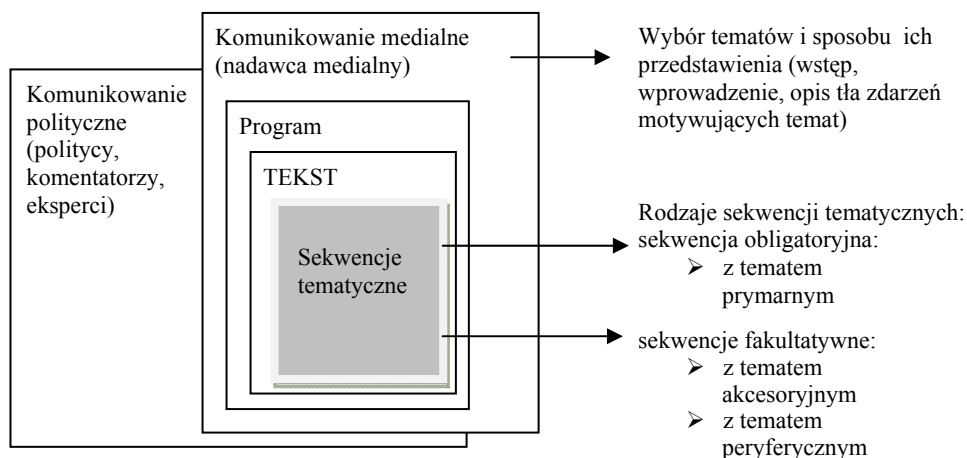 Komunikowanie medialne
(nadawca medialny)
Wybór tematów i sposobu ich
przedstawienia (wstęp,
wprowadzenie, opis tła zdarzeń
motywujących temat)
Komunikowanie
polityczne
(politycy,
komentatorzy,
eksperci)
Program
TEKST
Sekwencje
tematyczne
Rodzaje sekwencji tematycznych:
sekwencja obligatoryjna:
➢ z tematem
prymarnym
sekwencje fakultatywne:
➢ z tematem
akcesoryjnym
➢ z tematem
peryferycznym